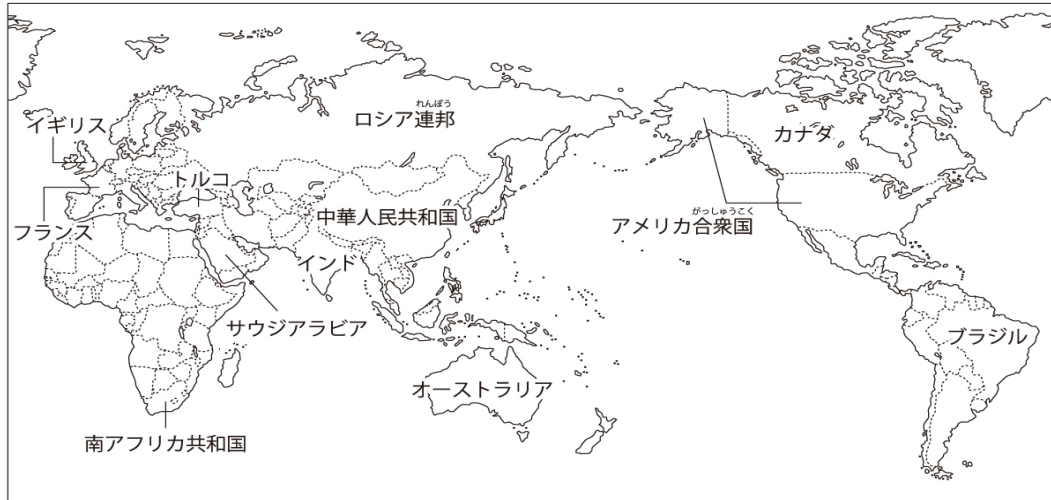 れんぽう
ロシア連邦
イギリス
カナダ
トルコ
中華人民共和国
がっしゅうこく
アメリカ合衆国
フランス
インド
サウジアラビア
ブラジル
オーストラリア
南アフリカ共和国